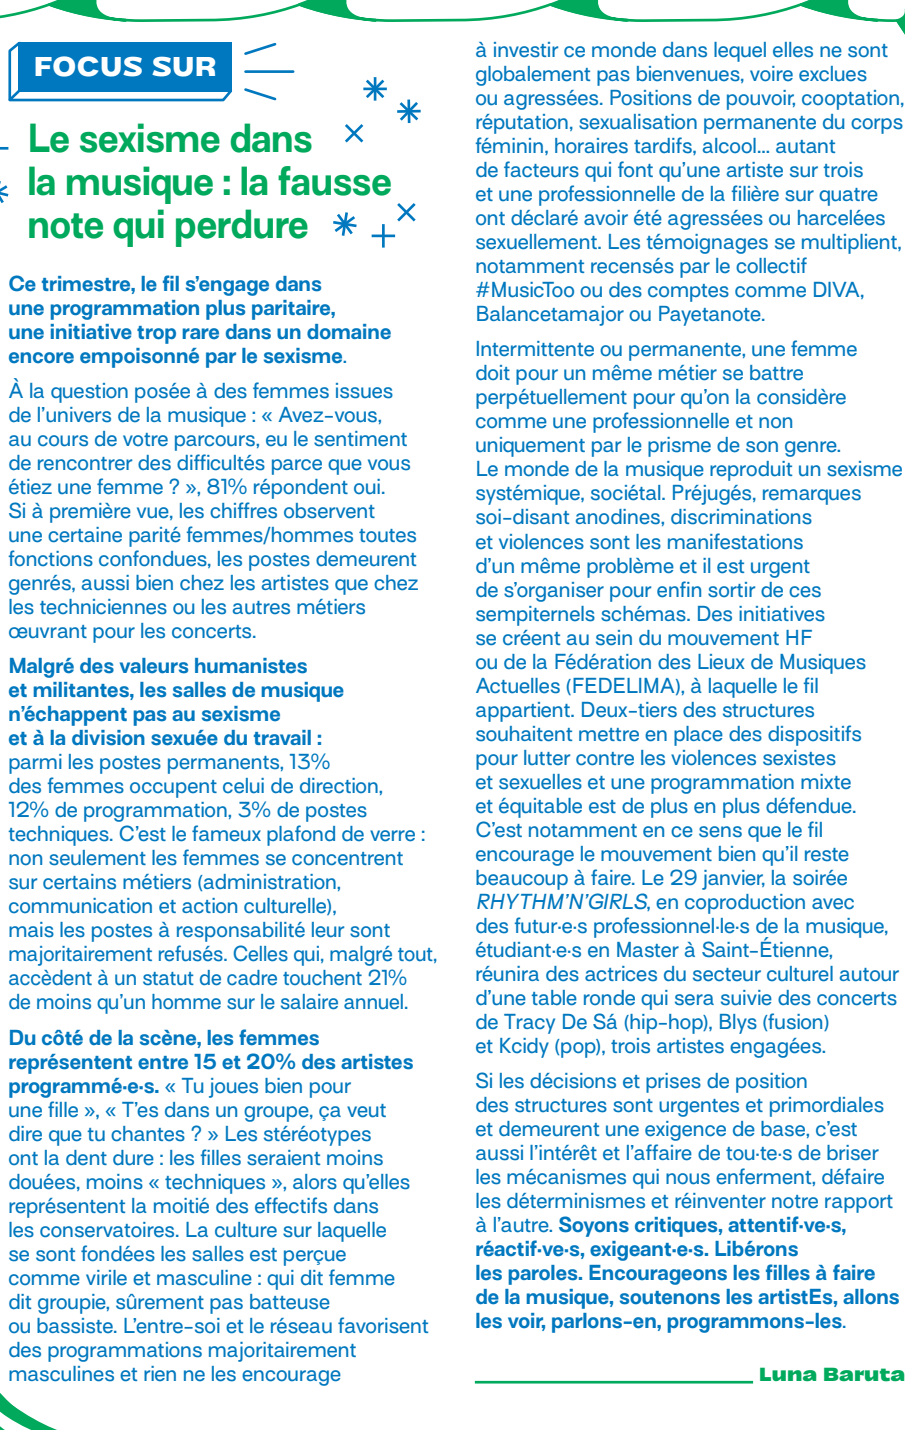 FOCUS SUR
Le sexisme dans
la musique : la fausse
note qui perdure
Ce trimestre, le fil s'engage dans
une programmation plus paritaire,
une initiative trop rare dans un domaine
encore empoisonné par le sexisme.
À la question posée à des femmes issues
de l'univers de la musique : « Avez-vous,
au cours de votre parcours, eu le sentiment
de rencontrer des difficultés parce que vous
étiez une femme ? », 81% répondent oui.
Si à première vue, les chiffres observent
une certaine parité femmes/hommes toutes
fonctions confondues, les postes demeurent
genrés, aussi bien chez les artistes que chez
les techniciennes ou les autres métiers
œuvrant pour les concerts.
Malgré des valeurs humanistes
et militantes, les salles de musique
n'échappent pas au sexisme
et à la division sexuée du travail :
parmi les postes permanents, 13%
des femmes occupent celui de direction,
12% de programmation, 3% de postes
techniques. C'est le fameux plafond de verre :
non seulement les femmes se concentrent
sur certains métiers (administration,
communication et action culturelle),
mais les postes à responsabilité leur sont
majoritairement refusés. Celles qui, malgré tout,
accèdent à un statut de cadre touchent 21%
de moins qu'un homme sur le salaire annuel.
Du côté de la scène, les femmes
représentent entre 15 et 20% des artistes
programmé·e·s. « Tu joues bien pour
une fille », « T'es dans un groupe, ça veut
dire que tu chantes ? » Les stéréotypes
ont la dent dure : les filles seraient moins
douées, moins « techniques », alors qu'elles
représentent la moitié des effectifs dans
les conservatoires. La culture sur laquelle
se sont fondées les salles est perçue
comme virile et masculine : qui dit femme
dit groupie, sûrement pas batteuse
ou bassiste. L'entre-soi et le réseau favorisent
des programmations majoritairement
masculines et rien ne les encourage
à investir ce monde dans lequel elles ne sont
globalement pas bienvenues, voire exclues
ou agressées. Positions de pouvoir, cooptation,
réputation, sexualisation permanente du corps
féminin, horaires tardifs, alcool... autant
de facteurs qui font qu'une artiste sur trois
et une professionnelle de la filière sur quatre
ont déclaré avoir été agressées ou harcelées
sexuellement. Les témoignages se multiplient,
notamment recensés par le collectif
#MusicToo ou des comptes comme DIVA,
Balancetamajor ou Payetanote.
Intermittente ou permanente, une femme
doit pour un même métier se battre
perpétuellement pour qu'on la considère
comme une professionnelle et non
uniquement par le prisme de son genre.
Le monde de la musique reproduit un sexisme
systémique, sociétal. Préjugés, remarques
soi-disant anodines, discriminations
et violences sont les manifestations
d'un même problème et il est urgent
de s'organiser pour enfin sortir de ces
sempiternels schémas. Des initiatives
se créent au sein du mouvement HF
ou de la Fédération des Lieux de Musiques
Actuelles (FEDELIMA), à laquelle le fil
appartient. Deux-tiers des structures
souhaitent mettre en place des dispositifs
pour lutter contre les violences sexistes
et sexuelles et une programmation mixte
et équitable est de plus en plus défendue.
C'est notamment en ce sens que le fil
encourage le mouvement bien qu'il reste
beaucoup à faire. Le 29 janvier, la soirée
RHYTHM'N'GIRLS, en coproduction avec
des futur·e·s professionnel·le·s de la musique,
étudiant·e·s en Master à Saint-Étienne,
réunira des actrices du secteur culturel autour
d'une table ronde qui sera suivie des concerts
de Tracy De Sá (hip-hop), Blys (fusion)
et Kcidy (pop), trois artistes engagées.
Si les décisions et prises de position
des structures sont urgentes et primordiales
et demeurent une exigence de base, c'est
aussi l'intérêt et l'affaire de tou·te·s de briser
les mécanismes qui nous enferment, défaire
les déterminismes et réinventer notre rapport
à l'autre. Soyons critiques, attentif·ve·s,
réactif·ve·s, exigeant·e·s. Libérons
les paroles. Encourageons les filles à faire
de la musique, soutenons les artistEs, allons
les voir, parlons-en, programmons-les.
Luna Baruta